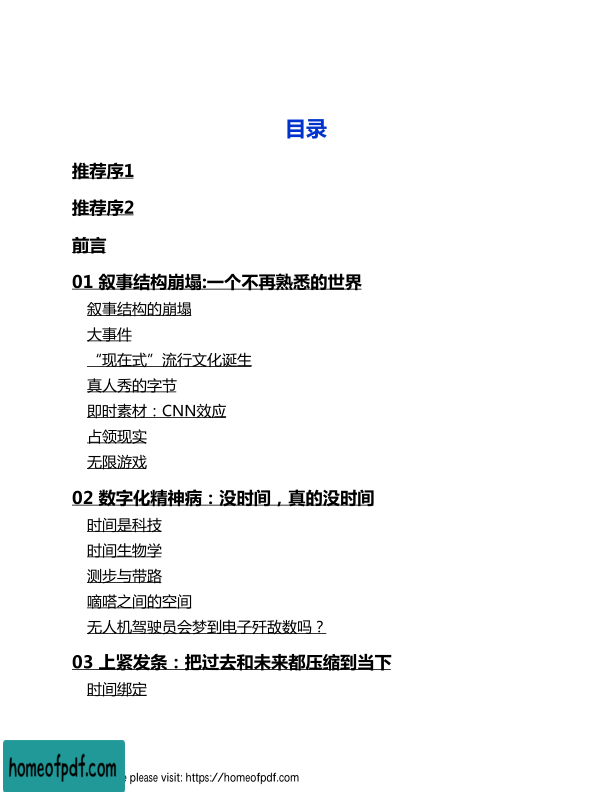 目录
推荐序1
推荐序2
前言
01 叙事结构崩塌:一个不再熟悉的世界
叙事结构的崩塌
大事件
“现在式”流行文化诞生
真人秀的字节
即时素材：CNN效应
占领现实
无限游戏
02 数字化精神病：没时间，真的没时间
时间是科技
时间生物学
测步与带路
嘀嗒之间的空间
无人机驾驶员会梦到电子歼敌数吗？
03 上紧发条：把过去和未来都压缩到当下
时间绑定
homeofpdf.com
please visit: https://homeofpdf.com